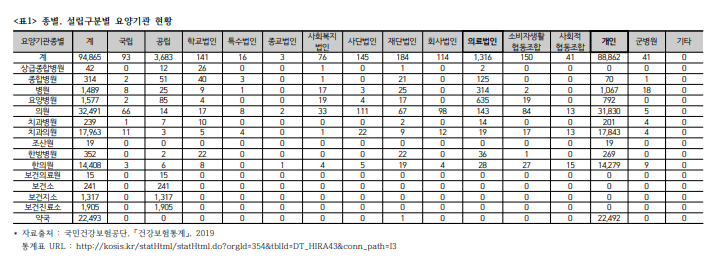 <표1> 종별, 설립구분별 요양기관 현황
요양기관종별 계 국립 공립 학교법인 특수법인 종교법인 사회복지법인 사단법인 재단법인 회사법인 의료법인 소비자생활협동조합 사회적협동조합 개인 군병원 기타
계 94,865 93 3,683 141 16 3 76 145 184 114 1,316 150 41 88,862 41 0
상급종합병원 42 0 12 26 0 0 1 0 1 0 2 0 0 0 0 0
종합병원 314 2 51 40 3 0 1 0 21 0 125 0 0 70 1 0
병원 1,489 8 25 9 1 0 17 3 25 0 314 2 0 1,067 18 0
요양병원 1,577 2 85 4 0 0 19 4 17 0 635 19 0 792 0 0
의원 32,491 66 14 17 8 2 33 111 67 98 143 84 13 31,830 5 0
치과병원 239 1 7 10 0 0 0 0 2 0 14 0 0 201 4 0
치과의원 17,963 11 3 5 4 0 1 22 9 12 19 17 13 17,843 4 0
조산원 19 0 0 0 0 0 0 0 0 0 0 0 0 19 0 0
한방병원 352 0 2 22 0 0 0 0 22 0 36 1 0 269 0 0
한의원 14,408 3 6 8 0 1 4 5 19 4 28 27 15 14,279 9 0
보건의료원 15 0 15 0 0 0 0 0 0 0 0 0 0 0 0 0
보건소 241 0 241 0 0 0 0 0 0 0 0 0 0 0 0 0
보건지소 1,317 0 1,317 0 0 0 0 0 0 0 0 0 0 0 0 0
보건진료소 1,905 0 1,905 0 0 0 0 0 0 0 0 0 0 0 0 0
약국 22,493 0 0 0 0 0 0 0 1 0 0 0 0 22,492 0 0
* 자료출처 : 국민건강보험공단, 「건강보험통계」, 2019
통계표 URL : http://kosis.kr/statHtml/statHtml.do?orgId=354&tblId=DT_HIRA43&conn_path=I3